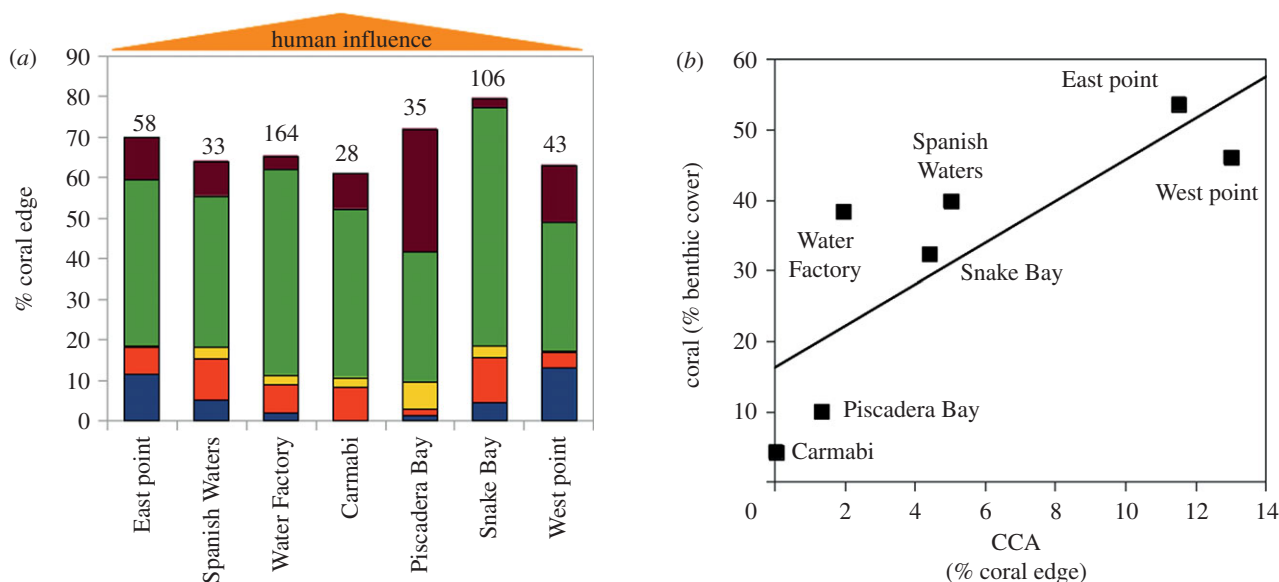 human influence
(a)
90
80
70
60
50
40
30
20
10
0
% coral edge
58
33
164
28
35
106
43
East point
Spanish Waters
Water Factory
Carmabi
Piscadera Bay
Snake Bay
West point
(b)
60
50
40
30
20
10
coral (% benthic cover)
East point
Spanish
Waters
West point
Water
Factory
Snake Bay
Piscadera Bay
Carmabi
0 2 4 6 8 10 12 14
CCA
(% coral edge)